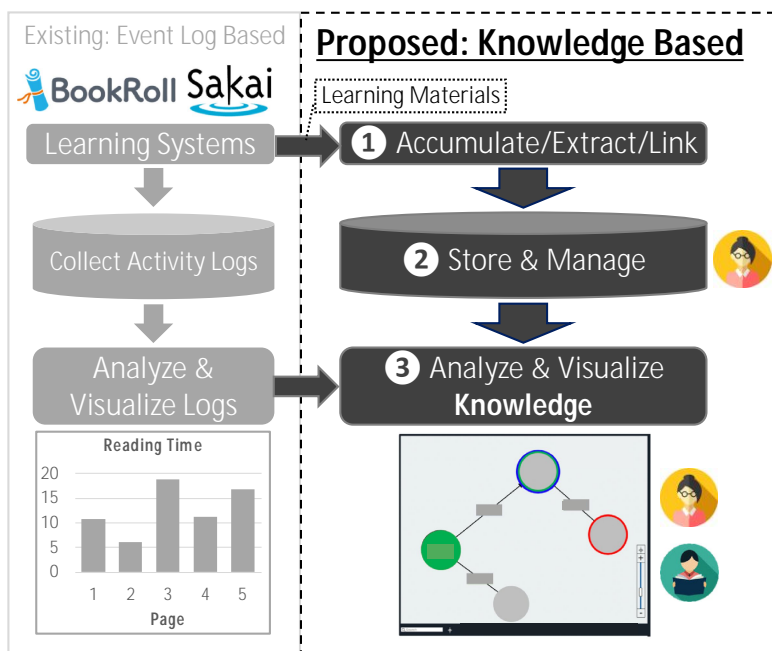 Existing: Event Log Based
Proposed: Knowledge Based
BookRoll Sakai
Learning Materials
Learning Systems
1 Accumulate/Extract/Link
Collect Activity Logs
2 Store & Manage
Analyze &
Visualize Logs
3 Analyze & Visualize
Knowledge
Reading Time
20
15
10
5
0
1 2 3 4 5
Page